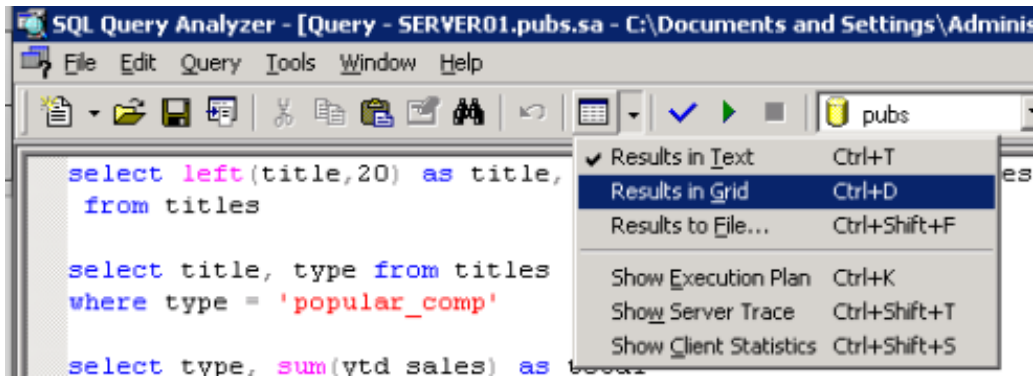 SQL Query Analyzer - [Query - SERVER01.pubs.sa - C:\Documents and Settings\Adminis
File Edit Query Tools Window Help
pubs
select left(title,20) as title,
from titles
select title, type from titles
where type = 'popular_comp'
select type, sum(ytd_sales) as total
Results in Text Ctrl+T
Results in Grid Ctrl+D
Results to File... Ctrl+Shift+F
Show Execution Plan Ctrl+K
Show Server Trace Ctrl+Shift+T
Show Client Statistics Ctrl+Shift+S
es